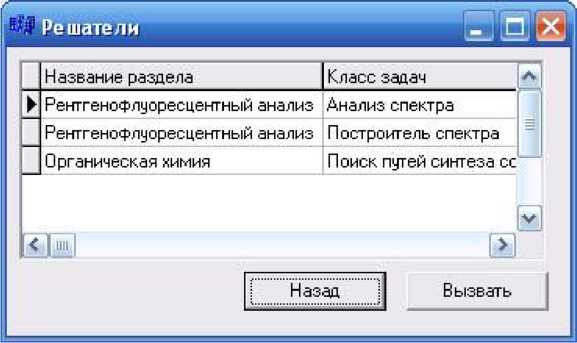 Решатели
Название раздела Класс задач
Рентгенофлуоресцентный анализ Анализ спектра
Рентгенофлуоресцентный анализ Построитель спектра
Органическая химия Поиск путей синтеза со
Назад Вызвать